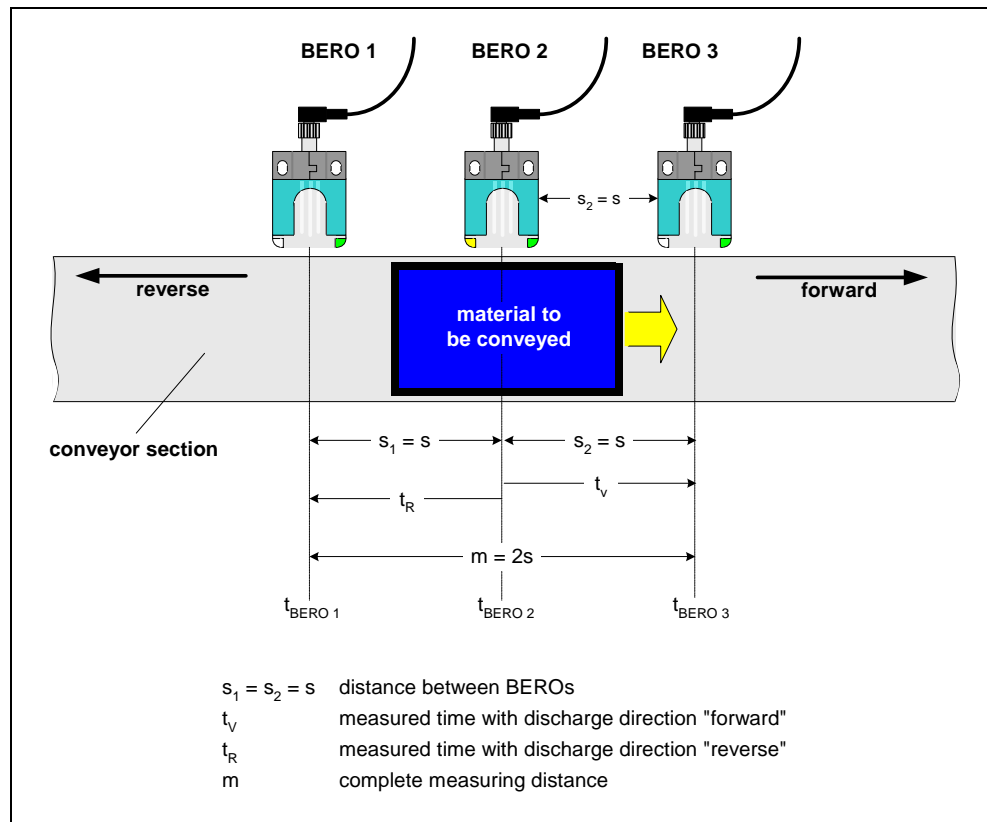 BERO 1 BERO 2 BERO 3
s2 = s
reverse forward
material to
be conveyed
conveyor section
s1 = s s2 = s
tv
tR
m = 2s
tBERO 1 tBERO 2 tBERO 3
s1 = s2 = s distance between BEROs
tV measured time with discharge direction "forward"
tR measured time with discharge direction "reverse"
m complete measuring distance